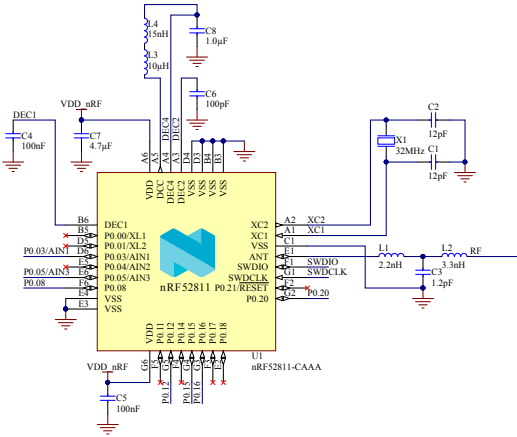 L4
15nH
L3
10µH
C8
1.0µF
C6
100pF
DEC1
C4
100nF
VDD_nRF
C7
4.7µF
DEC4
DEC2
A6
A5
A4
A3
D4
D3
B4
B3
VDD
DCC
DEC4
DEC2
VSS
VSS
VSS
VSS
C2
12pF
X1
32MHz
C1
12pF
B6
DEC1
B5
P0.00/XL1
D5
P0.01/XL2
P0.03/AIN1
D6
P0.03/AIN1
E5
P0.04/AIN2
P0.05/AIN3
E6
P0.05/AIN3
P0.08
F6
P0.08
E4
VSS
E3
VSS
nRF52811
XC2
A2
XC2
XC1
A1
XC1
VSS
C1
ANT
E1
SWDIO
F1
SWDIO
SWDCLK
G1
SWDCLK
P0.21/RESET
F2
P0.20
G2
P0.20
L1
2.2nH
L2
3.3nH
RF
C3
1.2pF
VDD
P0.11
P0.12
P0.14
P0.15
P0.16
P0.17
P0.18
G6
F5
G5
F4
G4
G3
F3
E2
P0.12
P0.15
P0.16
U1
nRF52811-CAAA
VDD_nRF
C5
100nF